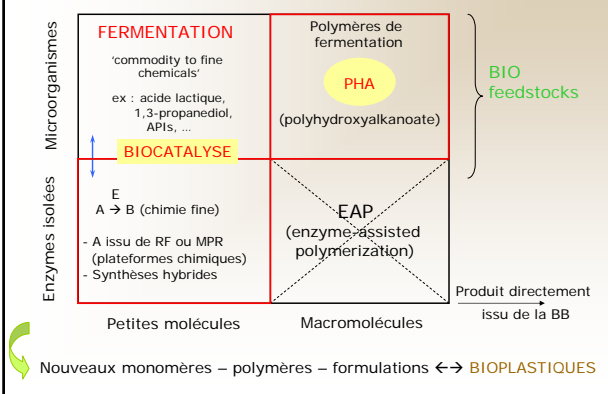 Microorganismes
FERMENTATION
'commodity to fine
chemicals'
ex : acide lactique,
1,3-propanediol,
APIs, …
BIOCATALYSE
Polymères de
fermentation
PHA
(polyhydroxyalkanoate)
BIO
feedstocks
Enzymes isolées
E
A → B (chimie fine)
- A issu de RF ou MPR
(plateformes chimiques)
- Synthèses hybrides
EAP
(enzyme-assisted
polymerization)
Produit directement
issu de la BB
Petites molécules
Macromolécules
Nouveaux monomères – polymères – formulations ←→ BIOPLASTIQUES